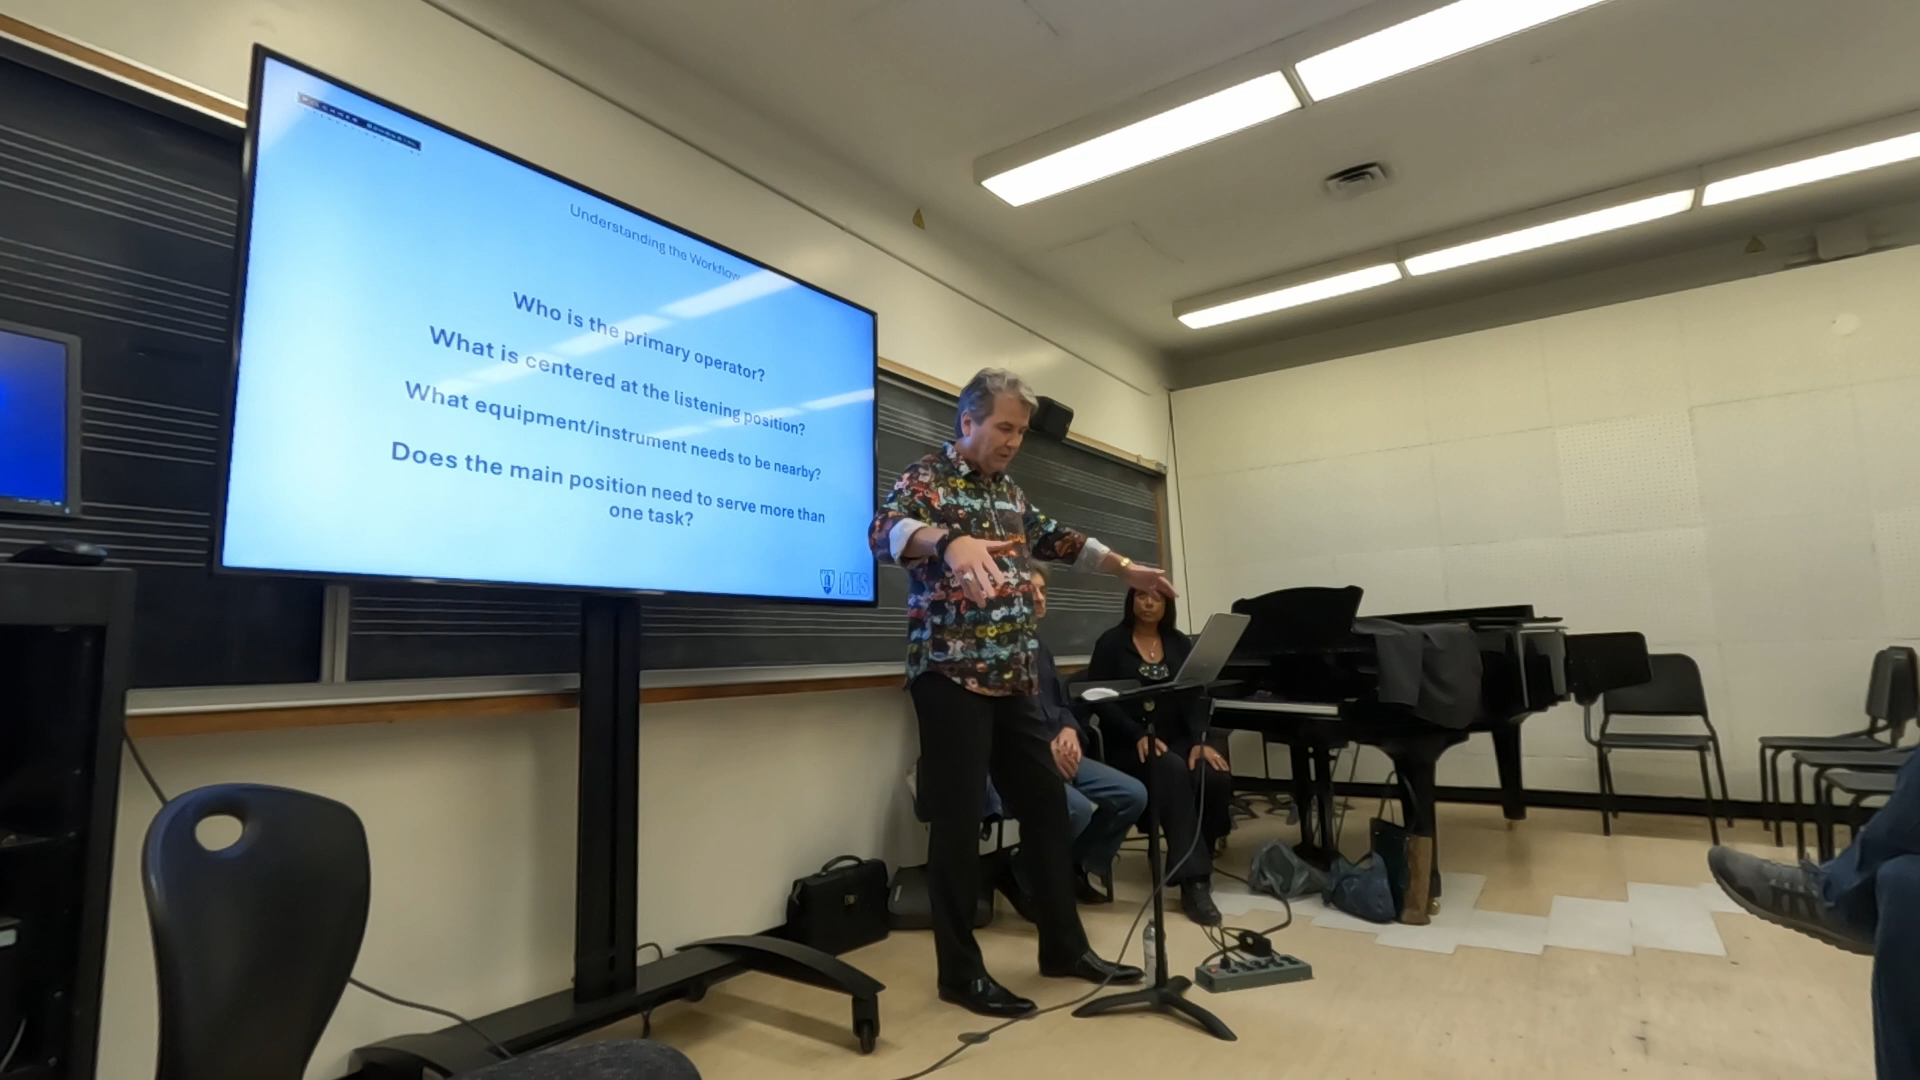 Understanding the Workflow
Who is the primary operator?
What is centered at the listening position?
What equipment/instrument needs to be nearby?
Does the main position need to serve more than
one task?
AES